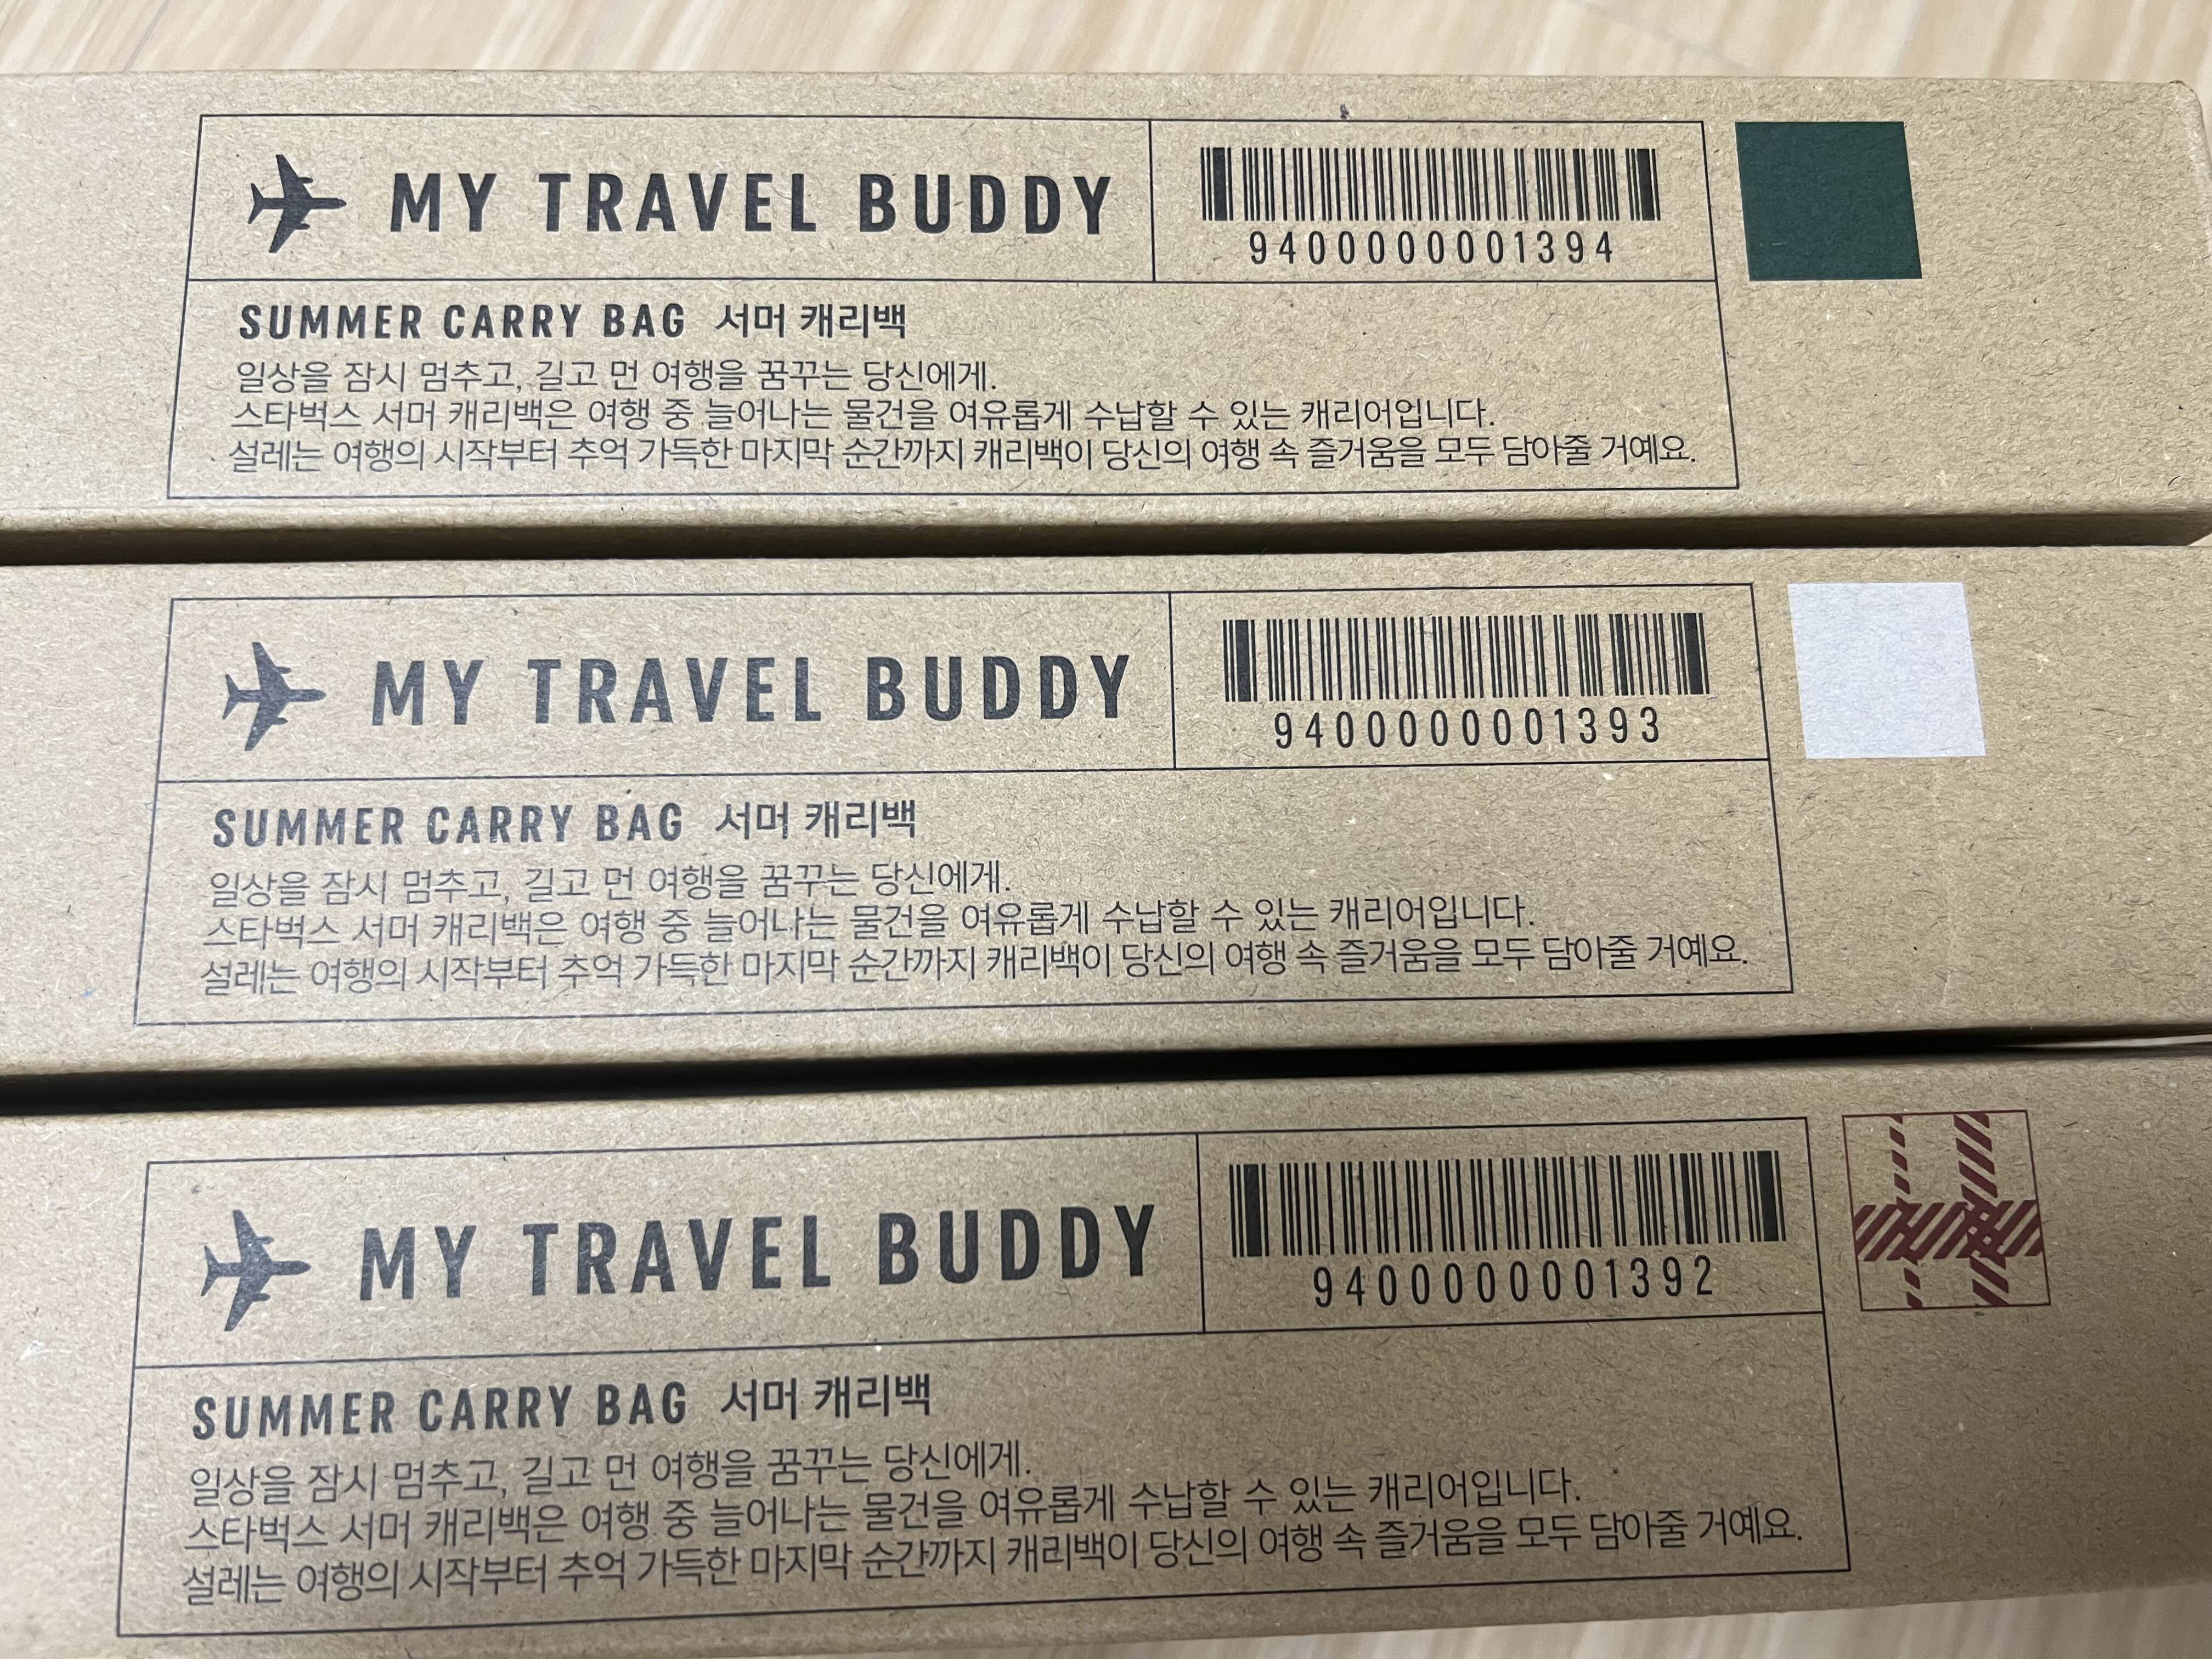 MY TRAVEL BUDDY
9400000001394
SUMMER CARRY BAG 서머 캐리백
일상을 잠시 멈추고, 길고 먼 여행을 꿈꾸는 당신에게.
스타벅스 서머 캐리백은 여행 중 늘어나는 물건을 여유롭게 수납할 수 있는 캐리어입니다.
설레는 여행의 시작부터 추억 가득한 마지막 순간까지 캐리백이 당신의 여행 속 즐거움을 모두 담아줄 거예요.
MY TRAVEL BUDDY
9400000001393
SUMMER CARRY BAG 서머 캐리백
일상을 잠시 멈추고, 길고 먼 여행을 꿈꾸는 당신에게.
스타벅스 서머 캐리백은 여행 중 늘어나는 물건을 여유롭게 수납할 수 있는 캐리어입니다.
설레는 여행의 시작부터 추억 가득한 마지막 순간까지 캐리백이 당신의 여행 속 즐거움을 모두 담아줄 거예요.
MY TRAVEL BUDDY
9400000001392
SUMMER CARRY BAG 서머 캐리백
일상을 잠시 멈추고, 길고 먼 여행을 꿈꾸는 당신에게.
스타벅스 서머 캐리백은 여행 중 늘어나는 물건을 여유롭게 수납할 수 있는 캐리어입니다.
설레는 여행의 시작부터 추억 가득한 마지막 순간까지 캐리백이 당신의 여행 속 즐거움을 모두 담아줄 거예요.